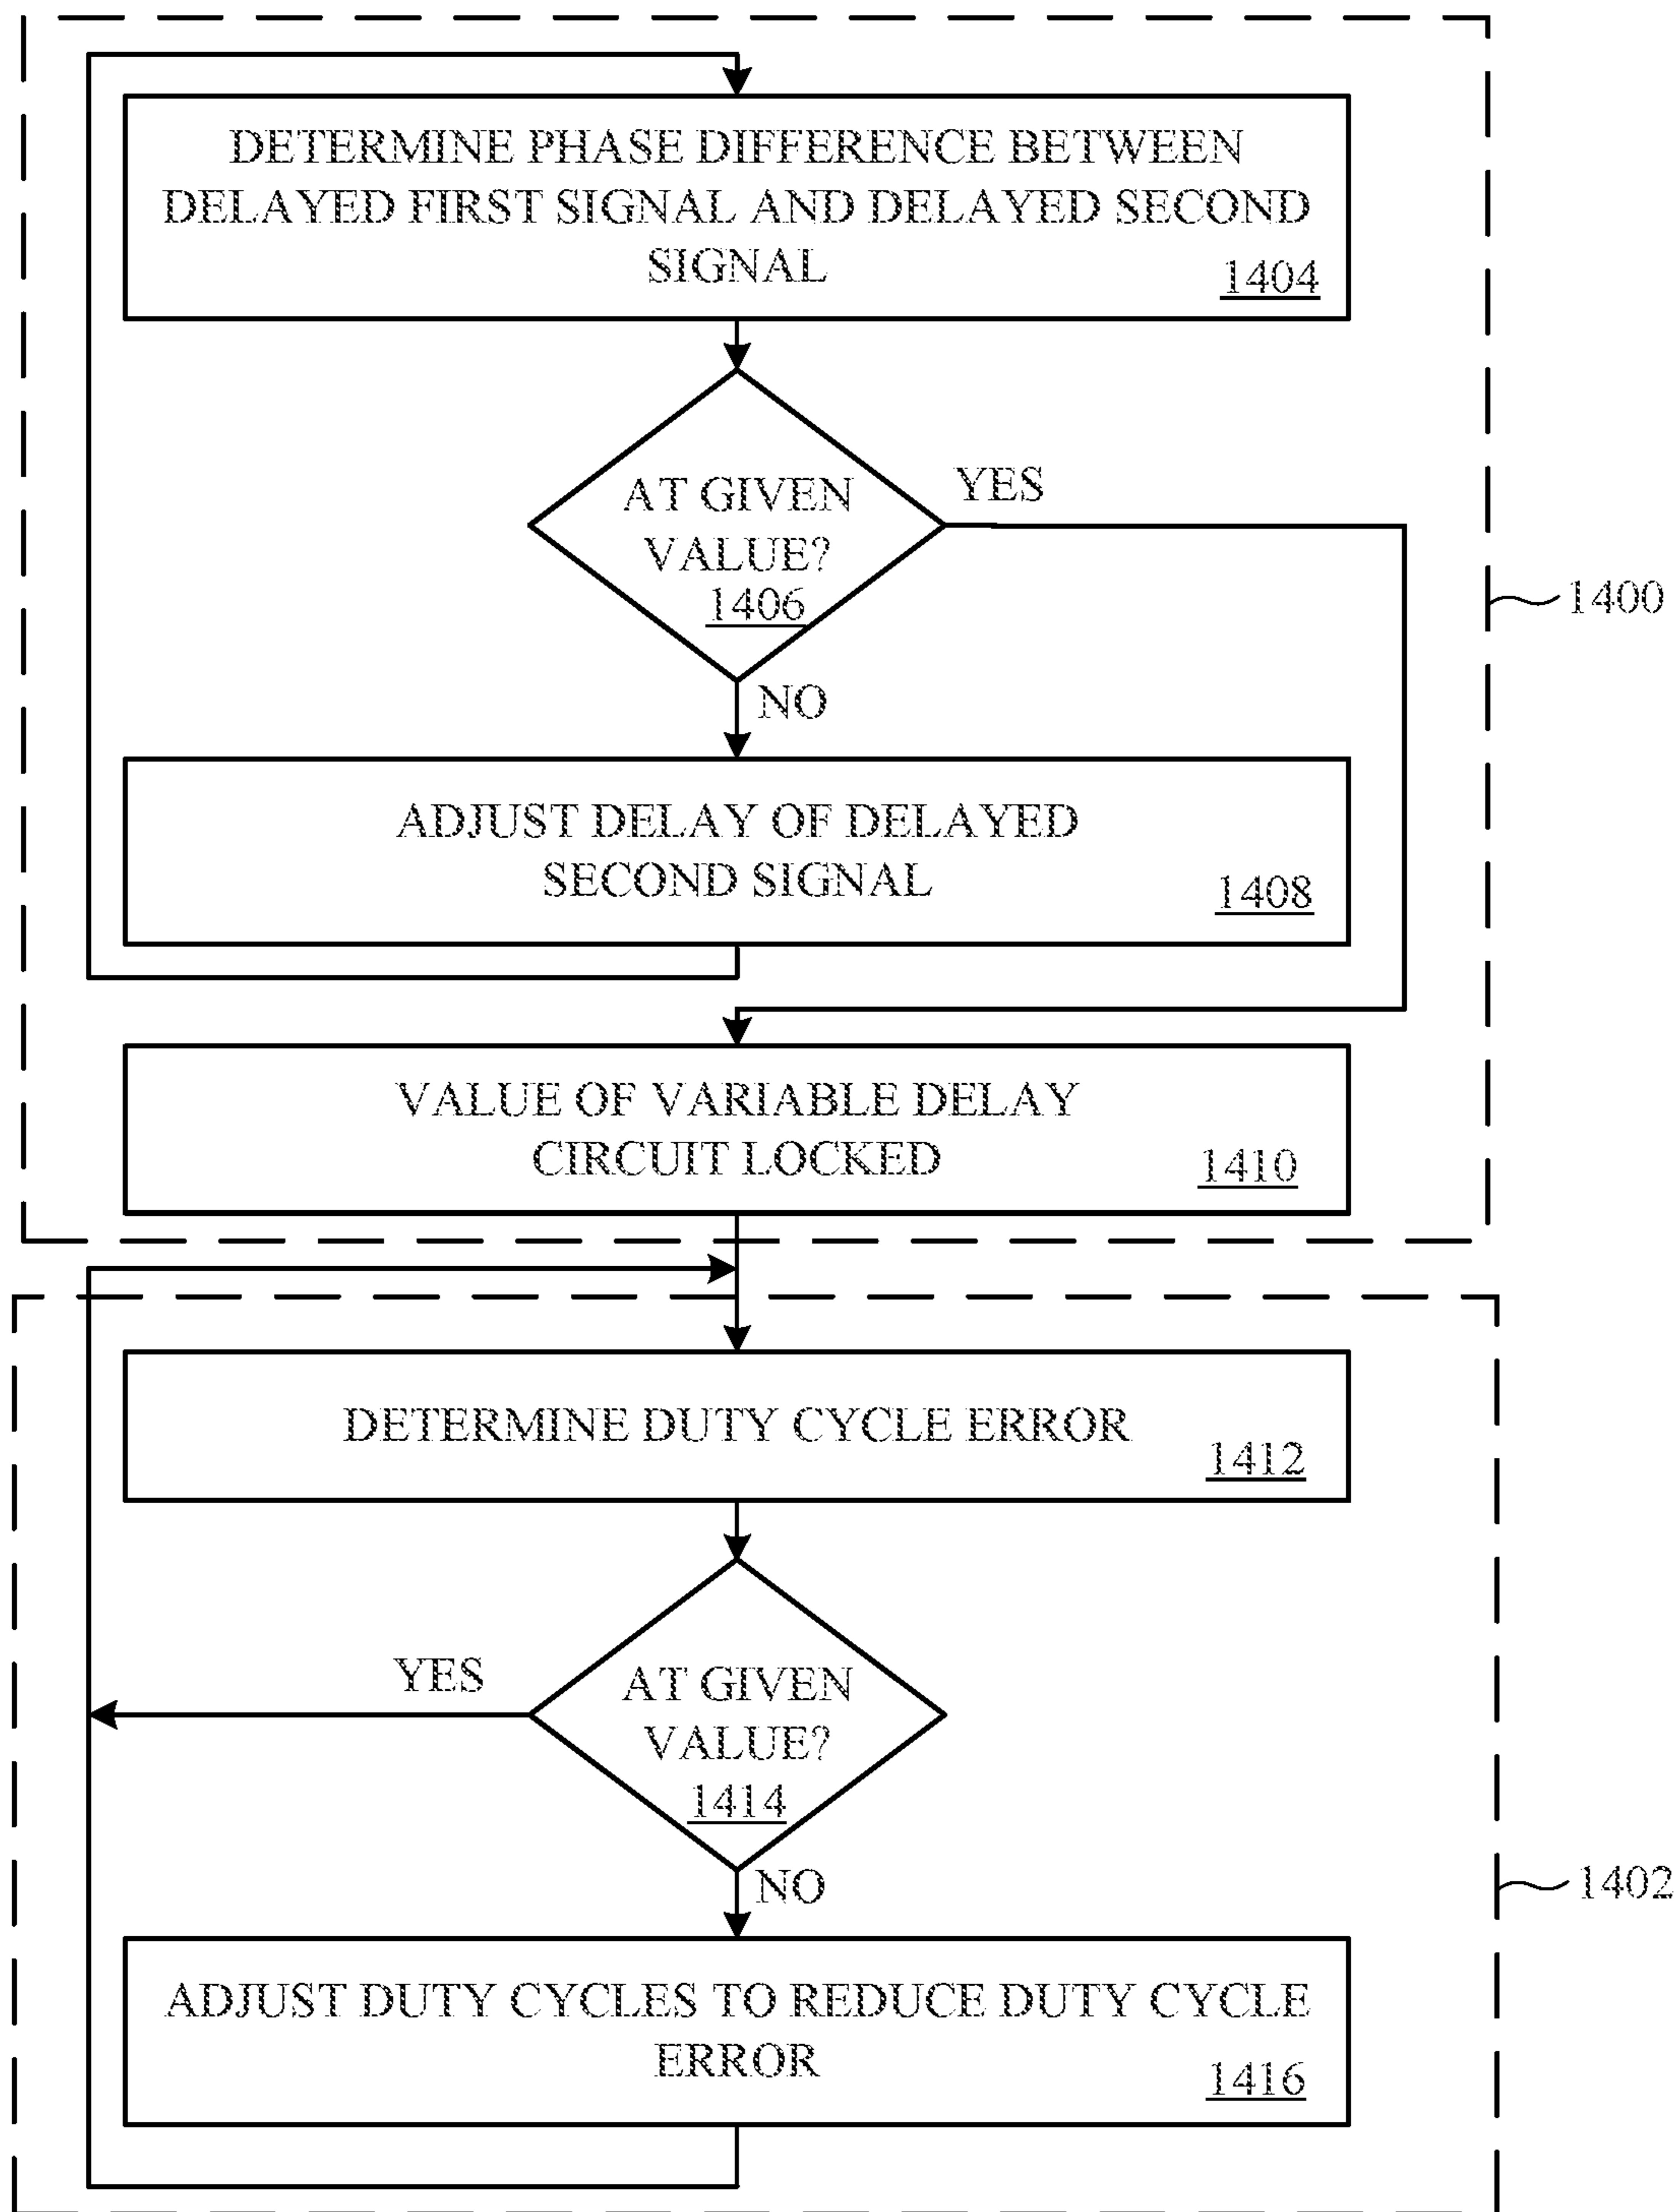 DETERMINE PHASE DIFFERENCE BETWEEN
DELAYED FIRST SIGNAL AND DELAYED SECOND
SIGNAL
1404
AT GIVEN
VALUE?
1406
YES
NO
1400
ADJUST DELAY OF DELAYED
SECOND SIGNAL
1408
VALUE OF VARIABLE DELAY
CIRCUIT LOCKED
1410
DETERMINE DUTY CYCLE ERROR
1412
YES
AT GIVEN
VALUE?
1414
NO
1402
ADJUST DUTY CYCLES TO REDUCE DUTY CYCLE
ERROR
1416